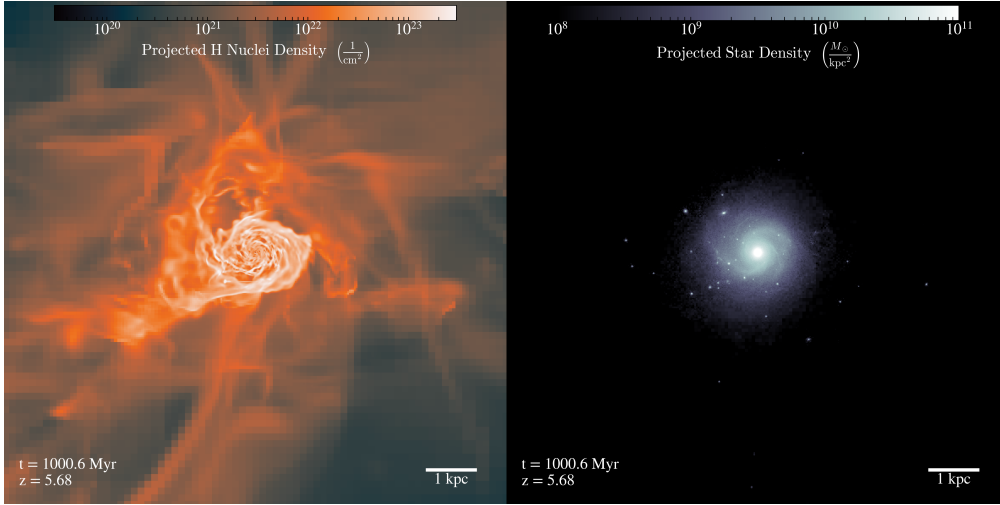 10^20 10^21 10^22 10^23
Projected H Nuclei Density (1/cm^2)
t = 1000.6 Myr
z = 5.68
1 kpc
10^8 10^9 10^10 10^11
Projected Star Density (M_⊙/kpc^2)
t = 1000.6 Myr
z = 5.68
1 kpc